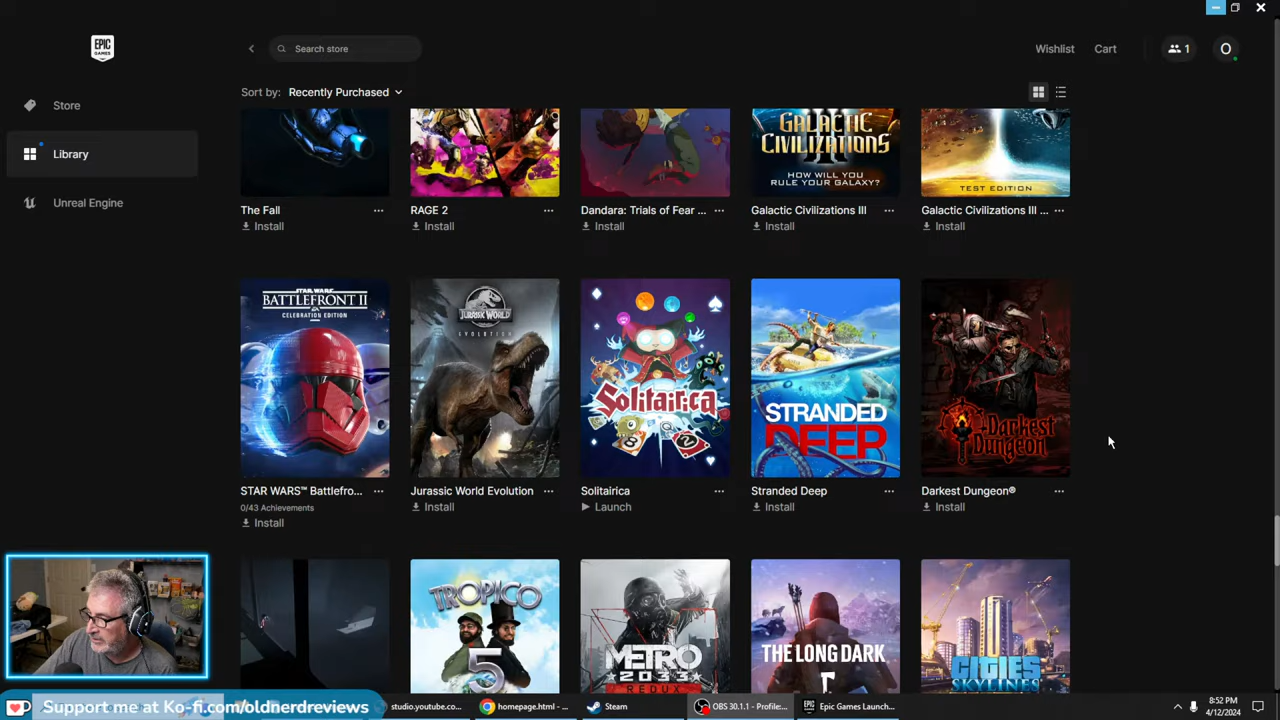 EPIC
GAMES
Search store
Wishlist
Cart
1
O
Store
Library
Unreal Engine
Sort by: Recently Purchased
GALACTIC
CIVILIZATIONS
III
HOW WILL YOU
RULE YOUR GALAXY?
TEST EDITION
The Fall
Install
RAGE 2
Install
Dandara: Trials of Fear ...
Install
Galactic Civilizations III
Install
Galactic Civilizations III ...
Install
STAR WARS
BATTLEFRONT II
CELEBRATION EDITION
JURASSIC WORLD
EVOLUTION
SOLITAIRICA
STRANDED
DEEP
Darkest
Dungeon
STAR WARS™ Battlefro...
0/43 Achievements
Install
Jurassic World Evolution
Install
Solitairica
Launch
Stranded Deep
Install
Darkest Dungeon®
Install
TROPICO
5
METRO
2033
REDUX
THE LONG DARK
CITIES
SKYLINES
Support me at Ko-fi.com/oldnerdreviews
studio.youtube.co...
homepage.html - ...
Steam
OBS 30.1.1 - Profile:...
Epic Games Launc...
8:52 PM
4/12/2024